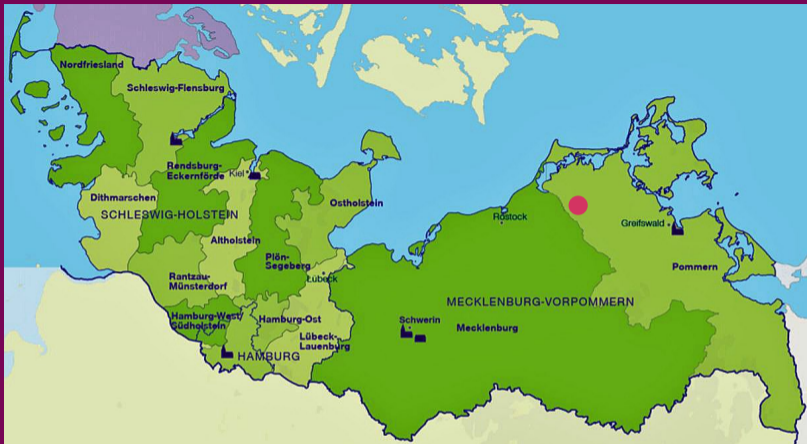 Nordfriesland
Schleswig-Flensburg
Rendsburg-
Eckernförde
Kiel
Dithmarschen
SCHLESWIG-HOLSTEIN
Ostholstein
Altholstein
Plön-
Segeberg
Lübeck
Rantzau-
Münsterdorf
Hamburg-West/
Südholstein
Hamburg-Ost
Lübeck-
Lauenburg
HAMBURG
Rostock
Greifswald
Pommern
MECKLENBURG-VORPOMMERN
Schwerin
Mecklenburg